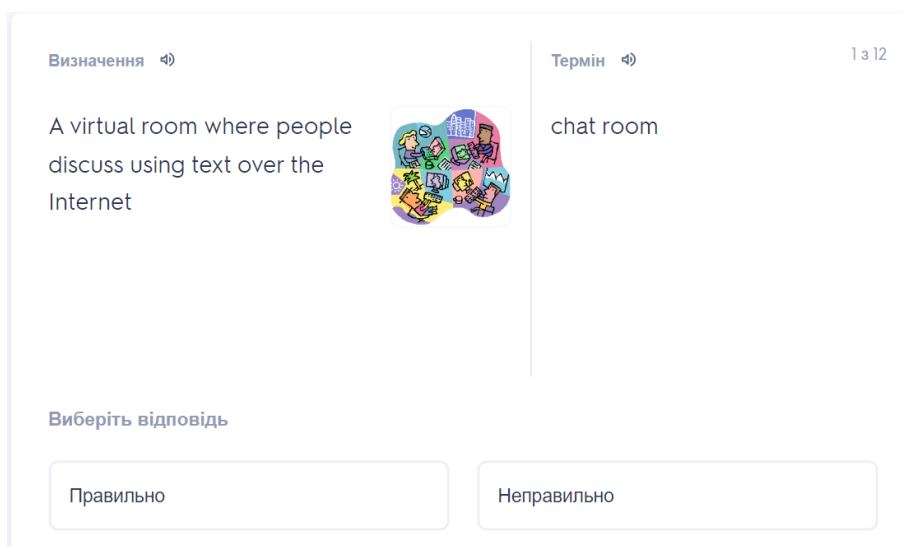 Визначення
Термін
1 з 12
A virtual room where people
discuss using text over the
Internet
chat room
Виберіть відповідь
Правильно
Неправильно